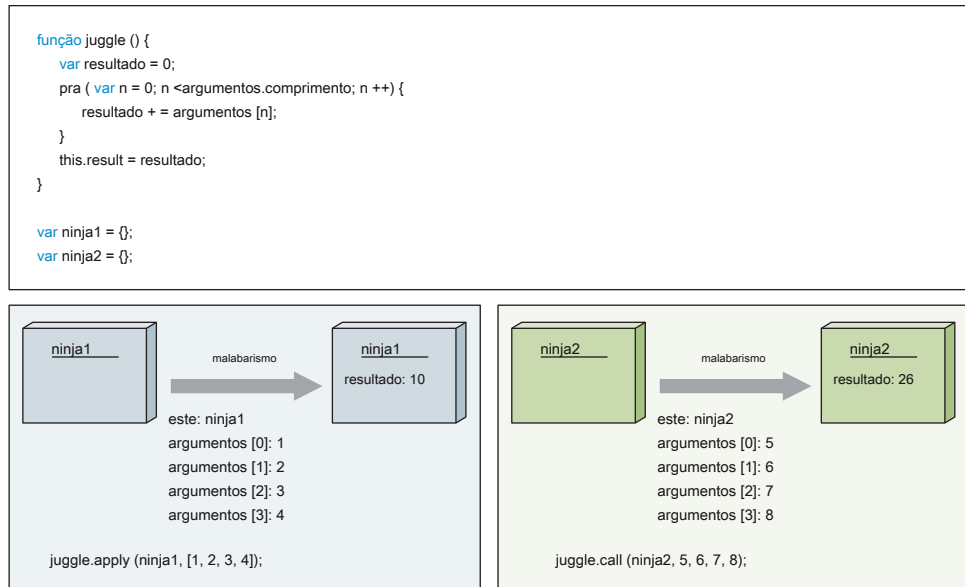 função juggle () {
var resultado = 0;
pra ( var n = 0; n <argumentos.comprimento; n ++) {
resultado + = argumentos [n];
}
this.result = resultado;
}
var ninja1 = {};
var ninja2 = {};
ninja1
malabarismo
ninja1
resultado: 10
este: ninja1
argumentos [0]: 1
argumentos [1]: 2
argumentos [2]: 3
argumentos [3]: 4
juggle.apply (ninja1, [1, 2, 3, 4]);
ninja2
malabarismo
ninja2
resultado: 26
este: ninja2
argumentos [0]: 5
argumentos [1]: 6
argumentos [2]: 7
argumentos [3]: 8
juggle.call (ninja2, 5, 6, 7, 8);